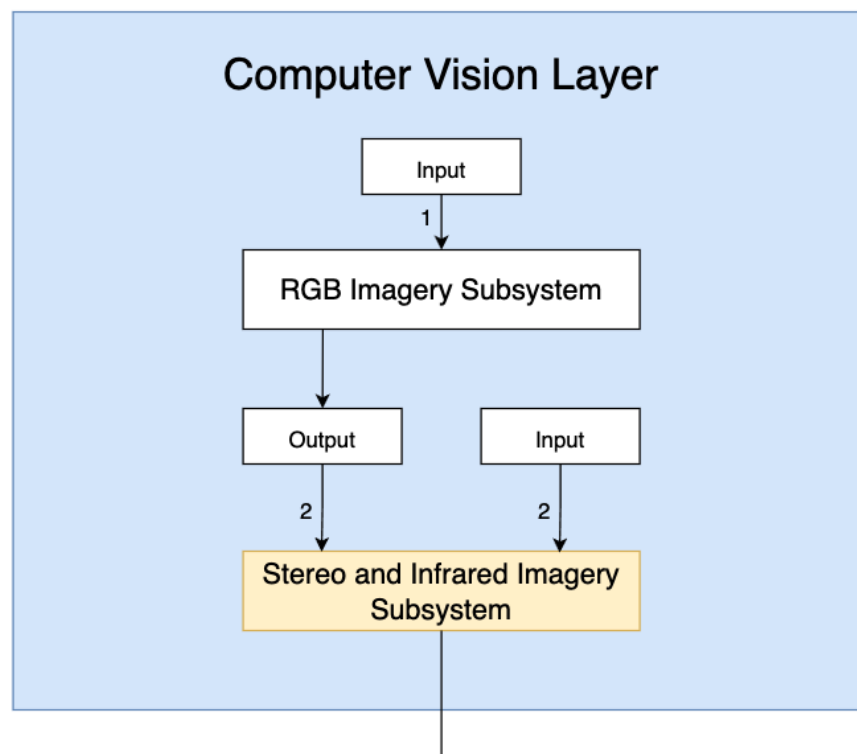 Computer Vision Layer
Input
1
RGB Imagery Subsystem
Output
Input
2
2
Stereo and Infrared Imagery
Subsystem